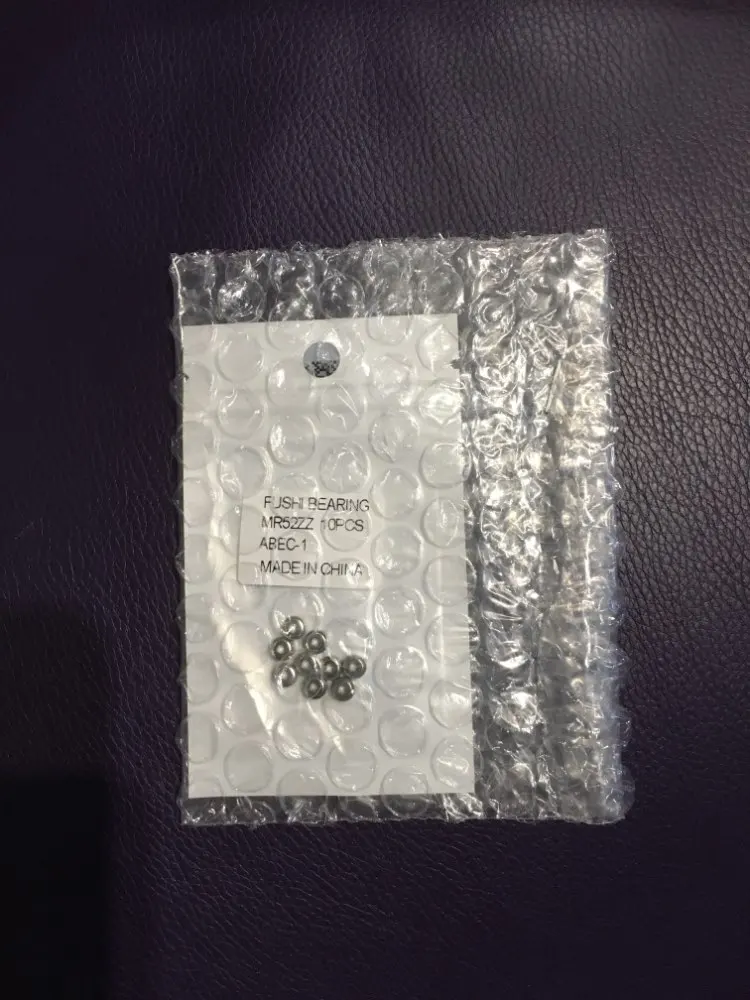 FUSHI BEARING
MR52ZZ 10PCS
ABEC-1
MADE IN CHINA